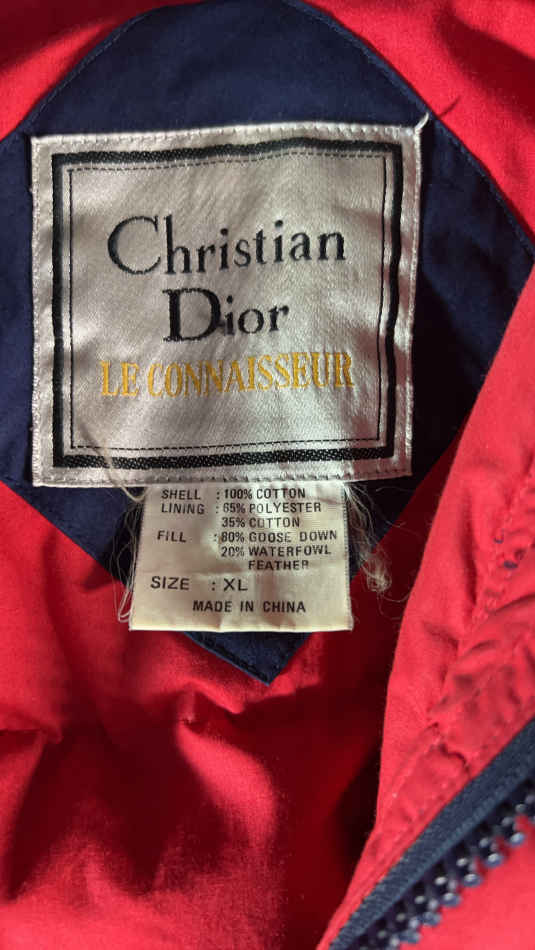 Christian
Dior
LE CONNAISSEUR
SHELL : 100% COTTON
LINING : 65% POLYESTER
35% COTTON
FILL : 80% GOOSE DOWN
20% WATERFOWL
FEATHER
SIZE : XL
MADE IN CHINA